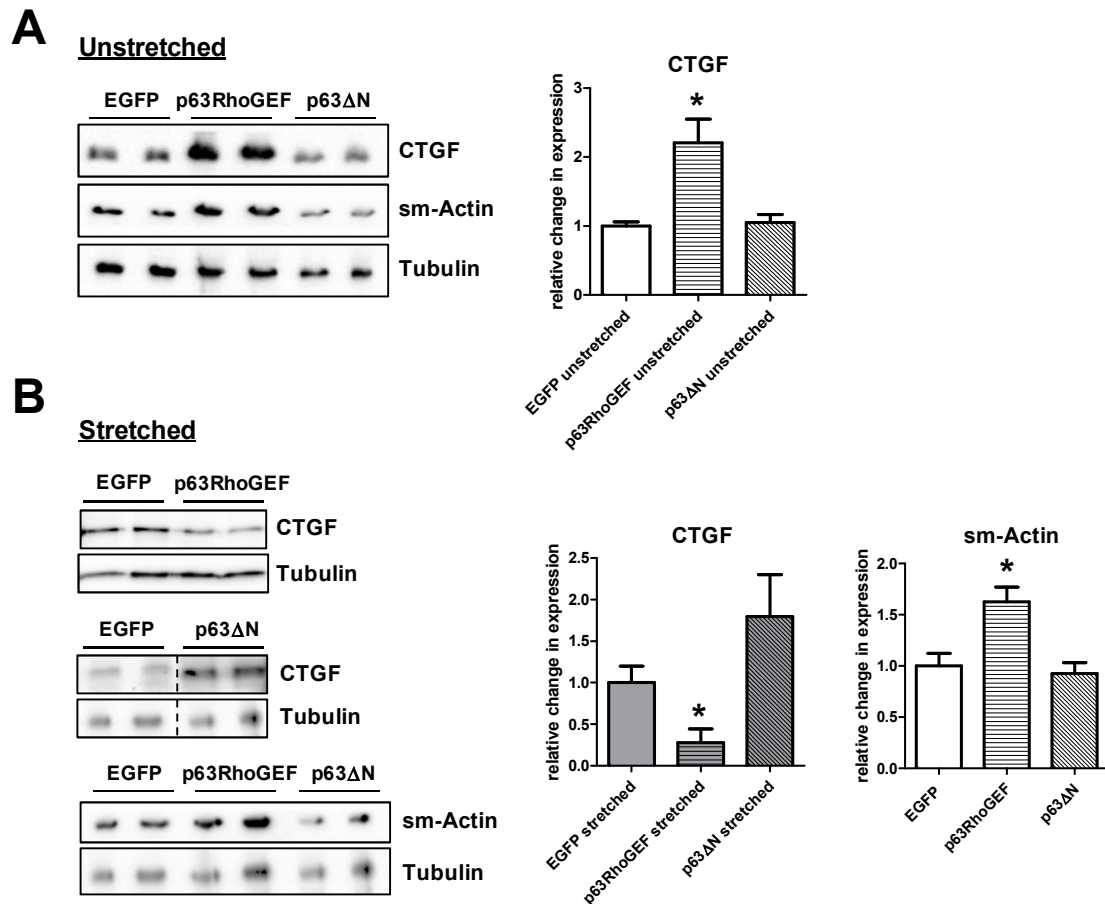 A
Unstretched
EGFP p63RhoGEF p63ΔN
CTGF
sm-Actin
Tubulin
CTGF
relative change in expression
3
2
1
0
*
EGFP unstretched
p63RhoGEF unstretched
p63ΔN unstretched
B
Stretched
EGFP p63RhoGEF
CTGF
Tubulin
EGFP p63ΔN
CTGF
Tubulin
EGFP p63RhoGEF p63ΔN
sm-Actin
Tubulin
CTGF
relative change in expression
2.5
2.0
1.5
1.0
0.5
0.0
*
EGFP stretched
p63RhoGEF stretched
p63ΔN stretched
sm-Actin
relative change in expression
2.0
1.5
1.0
0.5
0.0
*
EGFP
p63RhoGEF
p63ΔN